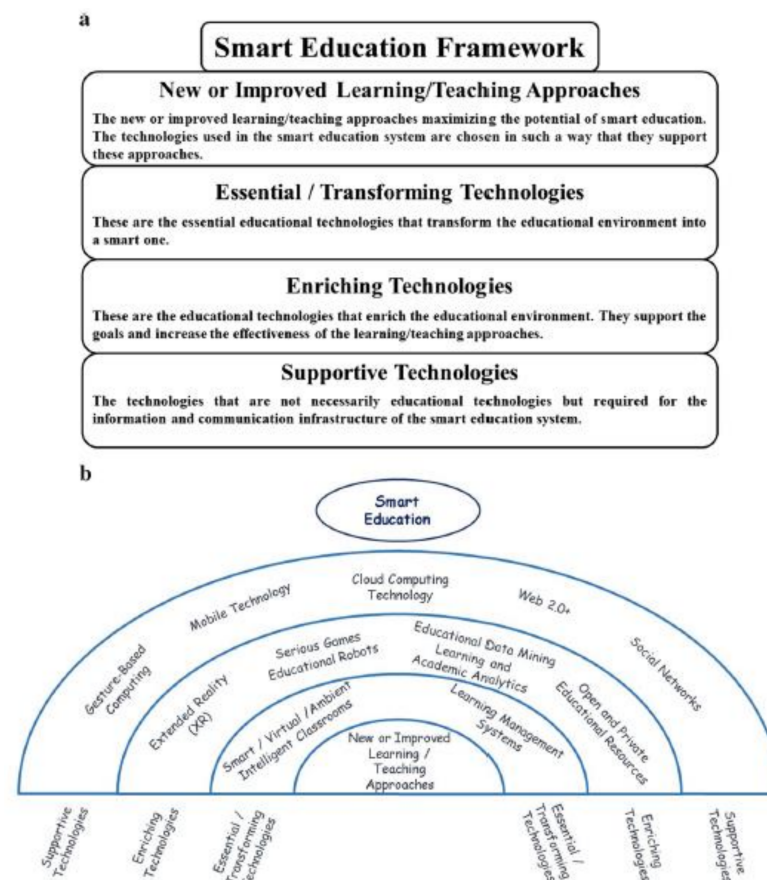 a
Smart Education Framework
New or Improved Learning/Teaching Approaches
The new or improved learning/teaching approaches maximizing the potential of smart education.
The technologies used in the smart education system are chosen in such a way that they support
these approaches.
Essential / Transforming Technologies
These are the essential educational technologies that transform the educational environment into
a smart one.
Enriching Technologies
These are the educational technologies that enrich the educational environment. They support the
goals and increase the effectiveness of the learning/teaching approaches.
Supportive Technologies
The technologies that are not necessarily educational technologies but required for the
information and communication infrastructure of the smart education system.
b
Smart
Education
Gesture-Based
Computing
Mobile Technology
Cloud Computing
Technology
Web 2.0+
Social Networks
Extended Reality
(XR)
Serious Games
Educational Robots
Educational Data Mining
Learning and
Academic Analytics
Open and Private
Educational Resources
Smart / Virtual /Ambient
Intelligent Classrooms
Learning Management
Systems
New or Improved
Learning /
Teaching
Approaches
Supportive
Technologies
Enriching
Technologies
Essential /
Transforming
Technologies
Essential /
Transforming
Technologies
Enriching
Technologies
Supportive
Technologies